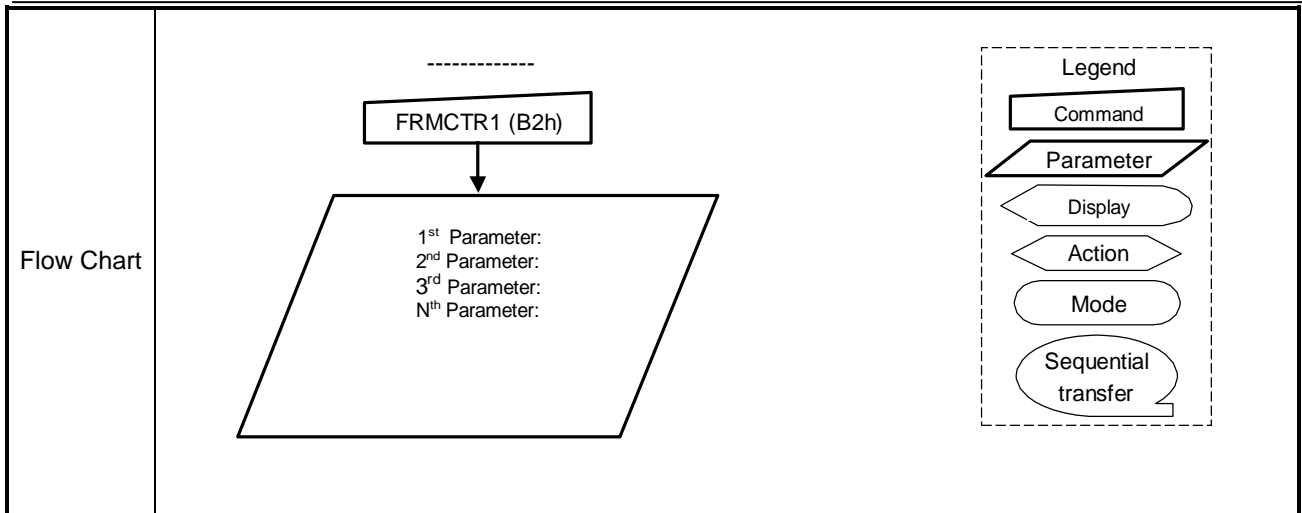 Flow Chart
--------------
FRMCTR1 (B2h)
1st Parameter:
2nd Parameter:
3rd Parameter:
Nth Parameter:
Legend
Command
Parameter
Display
Action
Mode
Sequential
transfer